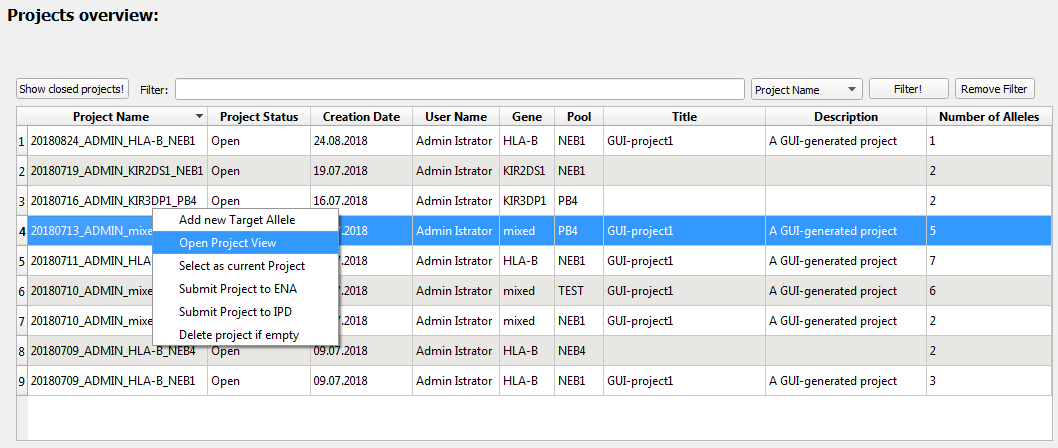 Projects overview:
Show closed projects! Filter: Project Name Filter! Remove Filter
Project Name Project Status Creation Date User Name Gene Pool Title Description Number of Alleles
1 20180824_ADMIN_HLA-B_NEB1 Open 24.08.2018 Admin Istrator HLA-B NEB1 GUI-project1 A GUI-generated project 1
2 20180719_ADMIN_KIR2DS1_NEB1 Open 19.07.2018 Admin Istrator KIR2DS1 NEB1 2
3 20180716_ADMIN_KIR3DP1_PB4 Open 16.07.2018 Admin Istrator KIR3DP1 PB4 2
Add new Target Allele
4 20180713_ADMIN_mixe .2018 Admin Istrator mixed PB4 GUI-project1 A GUI-generated project 5
Open Project View
5 20180711_ADMIN_HLA .2018 Admin Istrator HLA-B NEB1 GUI-project1 A GUI-generated project 7
Select as current Project
6 20180710_ADMIN_mixe .2018 Admin Istrator mixed TEST GUI-project1 A GUI-generated project 6
Submit Project to ENA
Submit Project to IPD
7 20180710_ADMIN_mixe .2018 Admin Istrator mixed NEB1 GUI-project1 A GUI-generated project 2
Delete project if empty
8 20180709_ADMIN_HLA-B_NEB4 Open 09.07.2018 Admin Istrator HLA-B NEB4 2
9 20180709_ADMIN_HLA-B_NEB1 Open 09.07.2018 Admin Istrator HLA-B NEB1 GUI-project1 A GUI-generated project 3